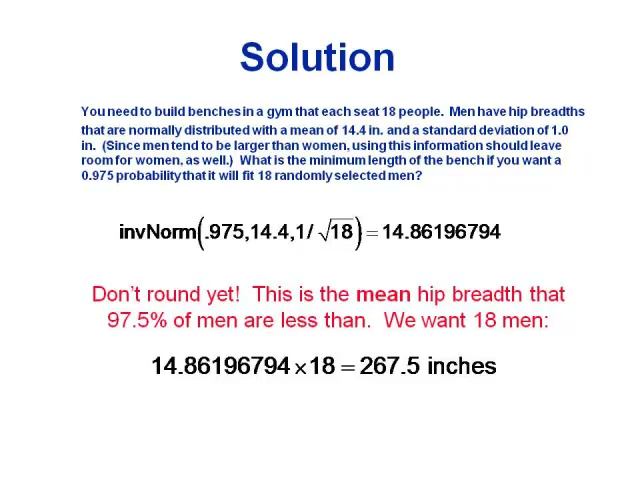 Solution
You need to build benches in a gym that each seat 18 people. Men have hip breadths
that are normally distributed with a mean of 14.4 in. and a standard deviation of 1.0
in. (Since men tend to be larger than women, using this information should leave
room for women, as well.) What is the minimum length of the bench if you want a
0.975 probability that it will fit 18 randomly selected men?
invNorm(.975,14.4,1/√18)=14.86196794
Don't round yet! This is the mean hip breadth that
97.5% of men are less than. We want 18 men:
14.86196794×18=267.5 inches